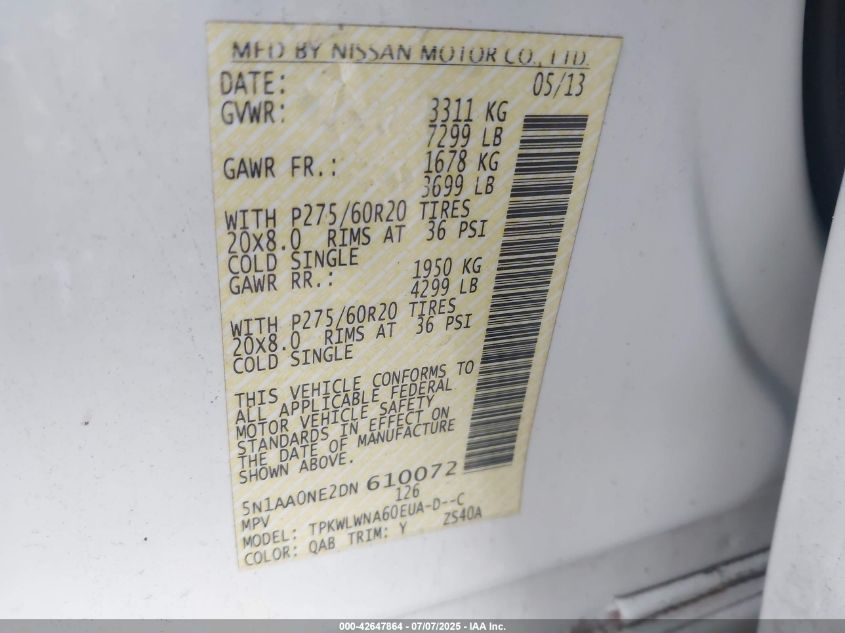 MFD BY NISSAN MOTOR CO., LTD.
DATE: 05/13
GVWR: 3311 KG
7299 LB
GAWR FR.: 1678 KG
3699 LB
WITH P275/60R20 TIRES
20X8.0 RIMS AT 36 PSI
COLD SINGLE
GAWR RR.: 1950 KG
4299 LB
WITH P275/60R20 TIRES
20X8.0 RIMS AT 36 PSI
COLD SINGLE
THIS VEHICLE CONFORMS TO
ALL APPLICABLE FEDERAL
MOTOR VEHICLE SAFETY
STANDARDS IN EFFECT ON
THE DATE OF MANUFACTURE
SHOWN ABOVE.
5N1AA0NE2DN 610072
MPV 126
MODEL: TPKWLWNA60EUA-D--C
COLOR: QAB TRIM: Y ZS40A
000-42647864 - 07/07/2025 - IAA Inc.